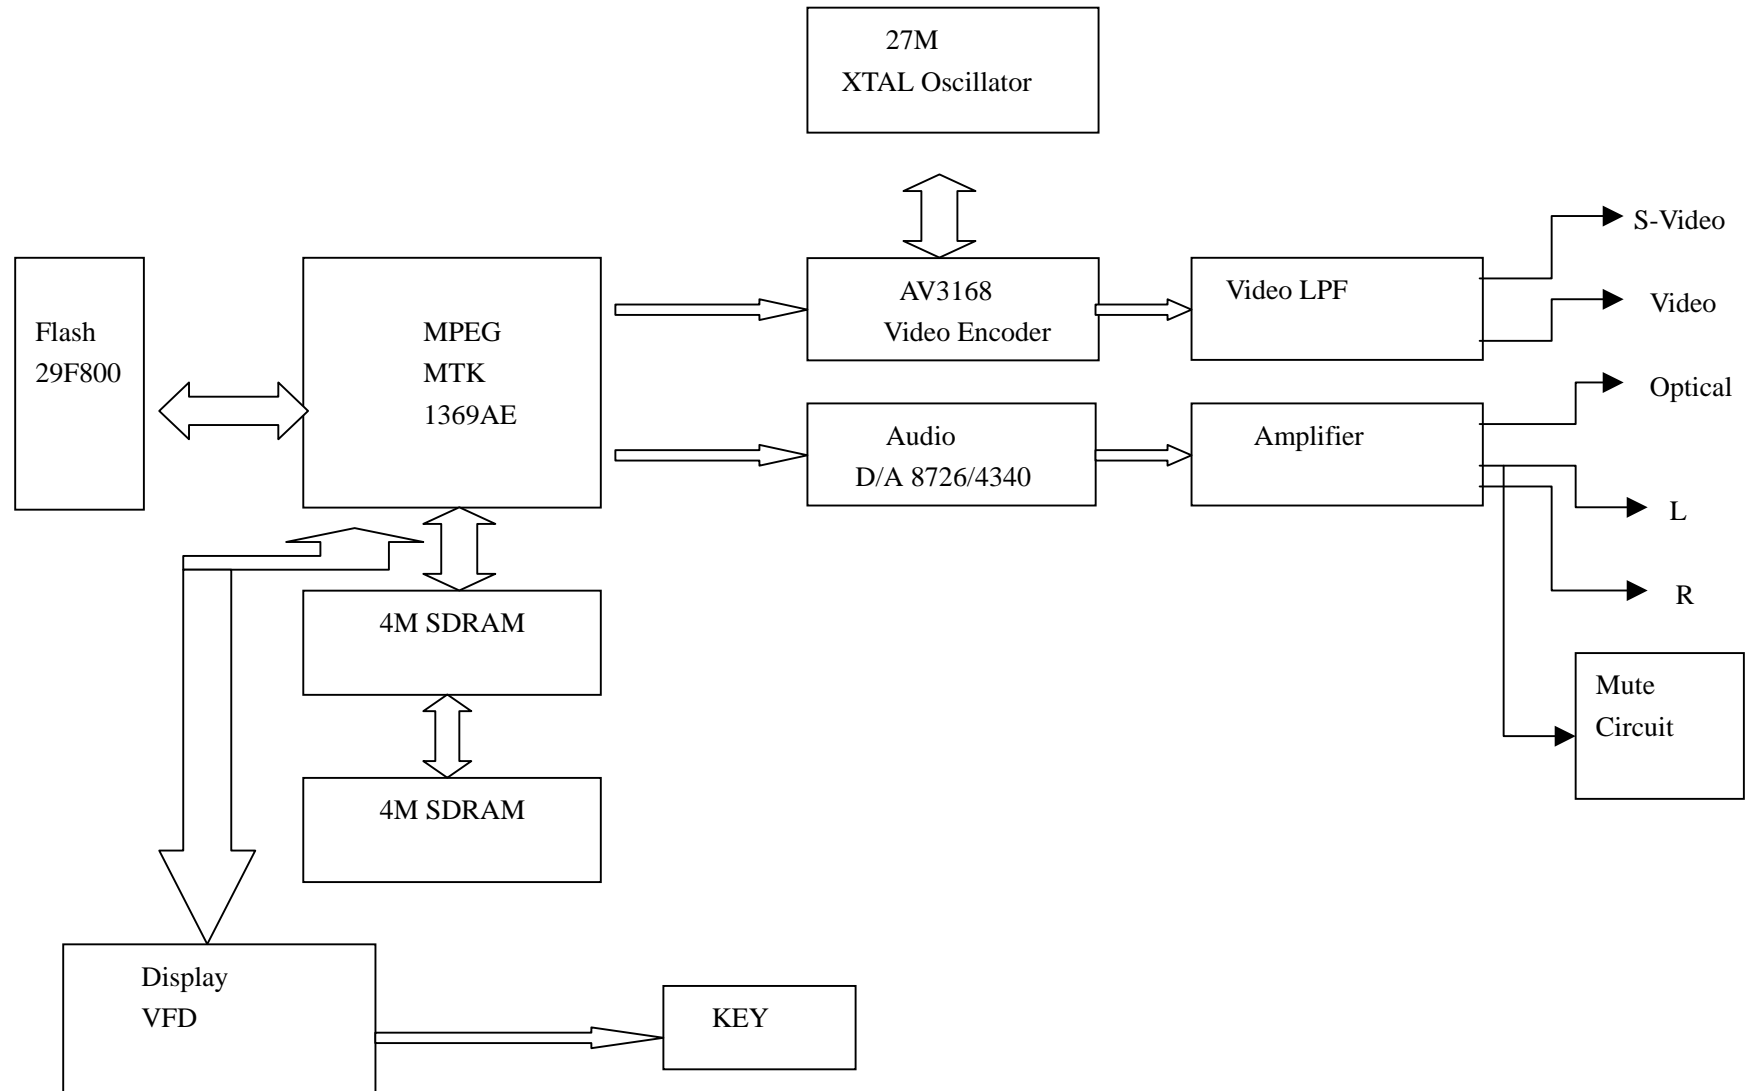 27M
XTAL Oscillator
S-Video
AV3168
Video Encoder
Video LPF
Video
Flash
29F800
MPEG
MTK
1369AE
Optical
Audio
D/A 8726/4340
Amplifier
L
R
4M SDRAM
Mute
Circuit
4M SDRAM
Display
VFD
KEY